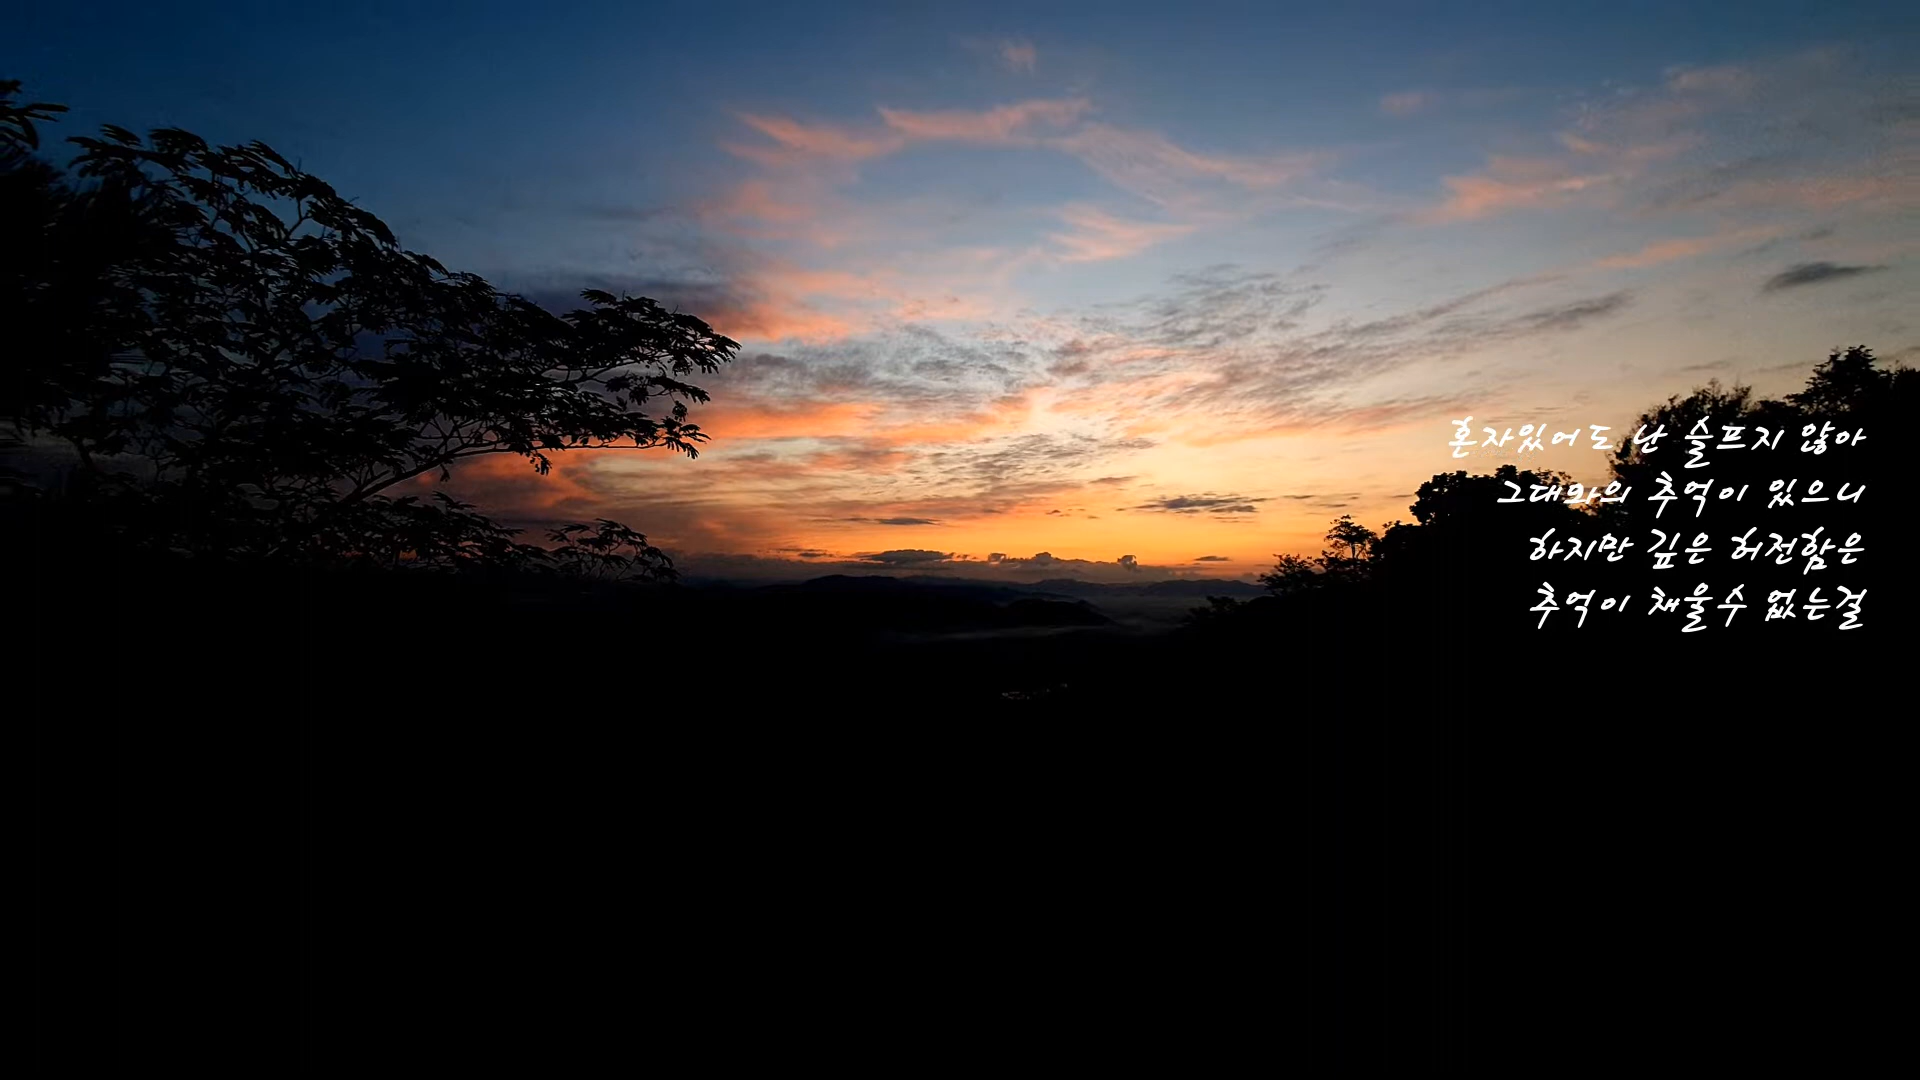 혼자있어도 난 슬프지 않아
그대와의 추억이 있으니
하지만 깊은 허전함은
추억이 채울수 없는걸